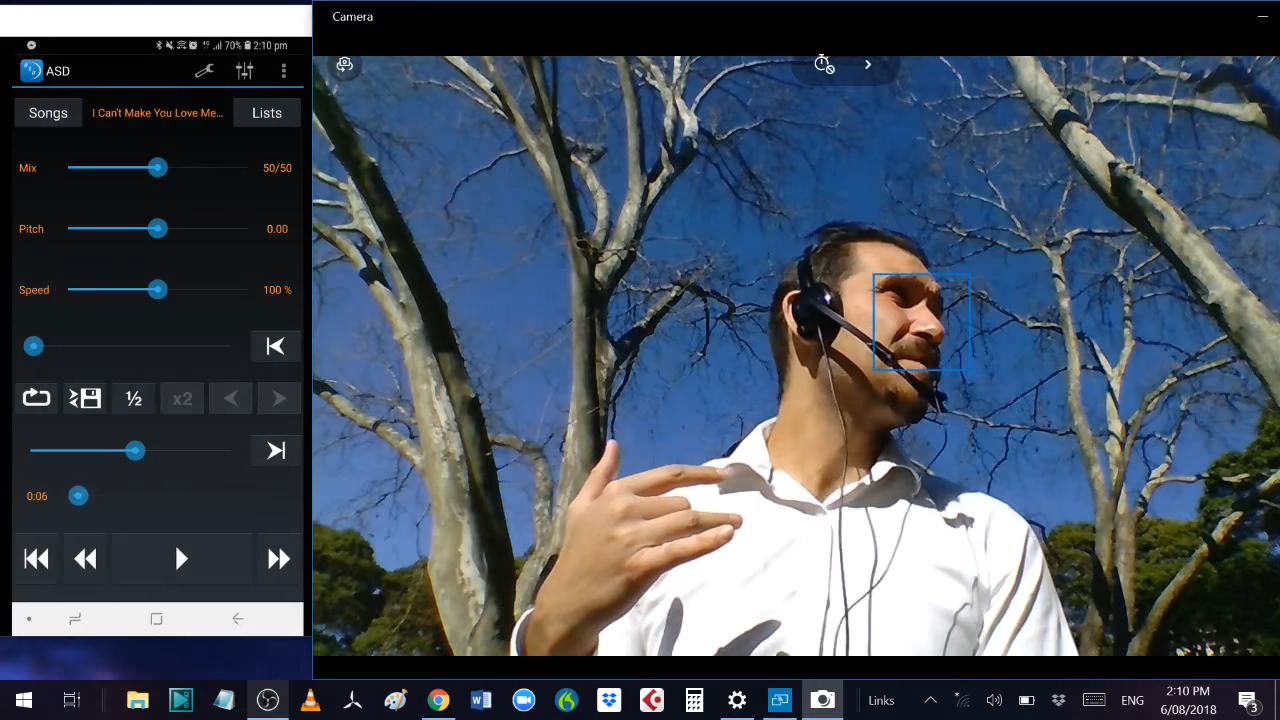 Camera
4G 70% 2:10 pm
ASD
Songs I Can't Make You Love Me... Lists
Mix 50/50
Pitch 0.00
Speed 100 %
½ x2
0:06
Links ENG 2:10 PM
6/08/2018 3